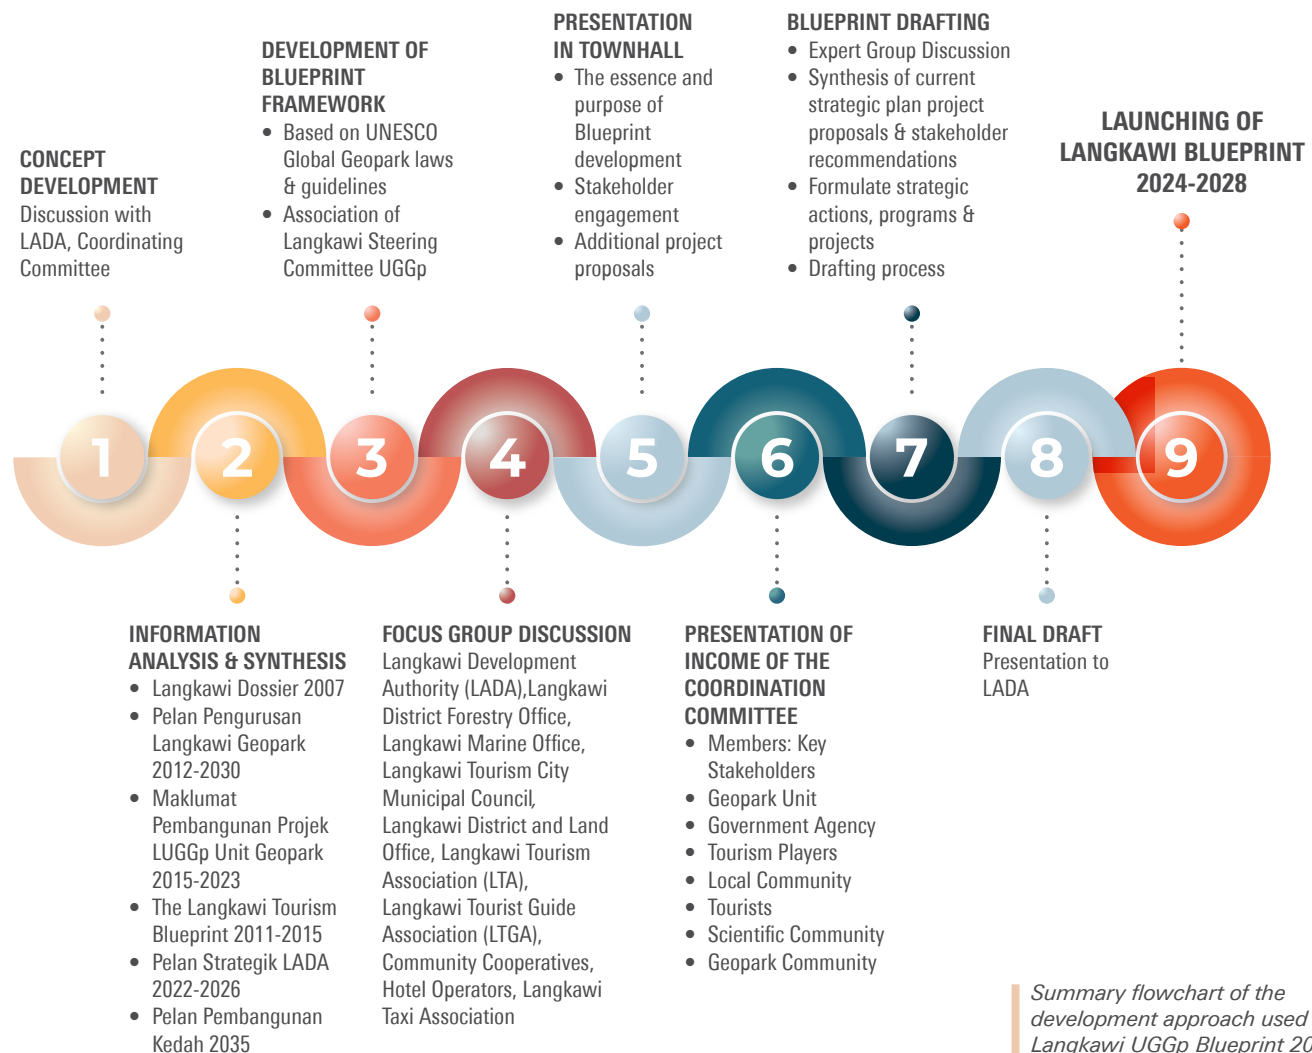 CONCEPT
DEVELOPMENT
Discussion with
LADA, Coordinating
Committee
DEVELOPMENT OF
BLUEPRINT
FRAMEWORK
• Based on UNESCO
Global Geopark laws
& guidelines
• Association of
Langkawi Steering
Committee UGGp
PRESENTATION
IN TOWNHALL
• The essence and
purpose of
Blueprint
development
• Stakeholder
engagement
• Additional project
proposals
BLUEPRINT DRAFTING
• Expert Group Discussion
• Synthesis of current
strategic plan project
proposals & stakeholder
recommendations
• Formulate strategic
actions, programs &
projects
• Drafting process
LAUNCHING OF
LANGKAWI BLUEPRINT
2024-2028
1 2 3 4 5 6 7 8 9
INFORMATION
ANALYSIS & SYNTHESIS
• Langkawi Dossier 2007
• Pelan Pengurusan
Langkawi Geopark
2012-2030
• Maklumat
Pembangunan Projek
LUGGp Unit Geopark
2015-2023
• The Langkawi Tourism
Blueprint 2011-2015
• Pelan Strategik LADA
2022-2026
• Pelan Pembangunan
Kedah 2035
FOCUS GROUP DISCUSSION
Langkawi Development
Authority (LADA),Langkawi
District Forestry Office,
Langkawi Marine Office,
Langkawi Tourism City
Municipal Council,
Langkawi District and Land
Office, Langkawi Tourism
Association (LTA),
Langkawi Tourist Guide
Association (LTGA),
Community Cooperatives,
Hotel Operators, Langkawi
Taxi Association
PRESENTATION OF
INCOME OF THE
COORDINATION
COMMITTEE
• Members: Key
Stakeholders
• Geopark Unit
• Government Agency
• Tourism Players
• Local Community
• Tourists
• Scientific Community
• Geopark Community
FINAL DRAFT
Presentation to
LADA
Summary flowchart of the
development approach used
Langkawi UGGp Blueprint 20